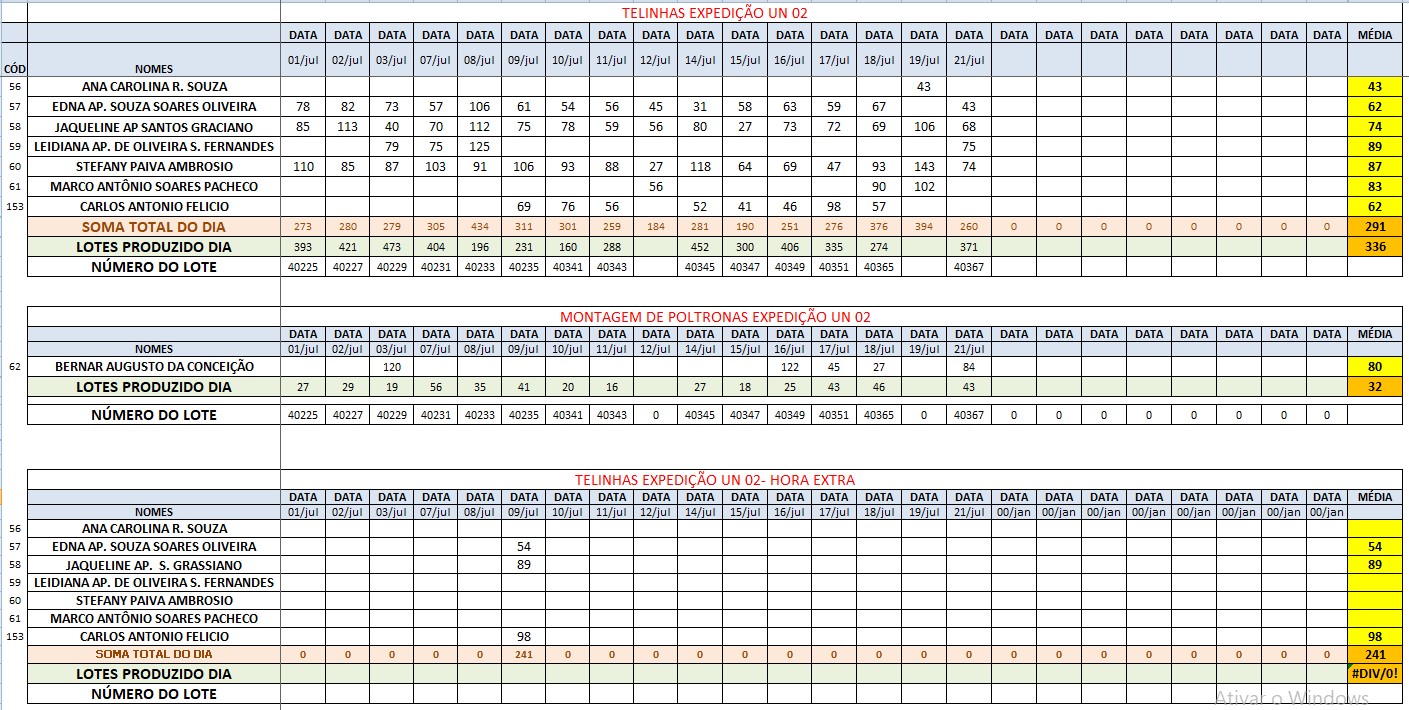 TELINHAS EXPEDIÇÃO UN 02
DATA DATA DATA DATA DATA DATA DATA DATA DATA DATA DATA DATA DATA DATA DATA DATA DATA DATA DATA DATA DATA DATA DATA DATA MÉDIA
CÓD NOMES 01/jul 02/jul 03/jul 07/jul 08/jul 09/jul 10/jul 11/jul 12/jul 14/jul 15/jul 16/jul 17/jul 18/jul 19/jul 21/jul
56 ANA CAROLINA R. SOUZA 43 43
57 EDNA AP. SOUZA SOARES OLIVEIRA 78 82 73 57 106 61 54 56 45 31 58 63 59 67 43 62
58 JAQUELINE AP SANTOS GRACIANO 85 113 40 70 112 75 78 59 56 80 27 73 72 69 106 68 74
59 LEIDIANA AP. DE OLIVEIRA S. FERNANDES 79 75 125 75 89
60 STEFANY PAIVA AMBROSIO 110 85 87 103 91 106 93 88 27 118 64 69 47 93 143 74 87
61 MARCO ANTÔNIO SOARES PACHECO 56 90 102 83
153 CARLOS ANTONIO FELICIO 69 76 56 52 41 46 98 57 62
SOMA TOTAL DO DIA 273 280 279 305 434 311 301 259 184 281 190 251 276 376 394 260 0 0 0 0 0 0 0 0 291
LOTES PRODUZIDO DIA 393 421 473 404 196 231 160 288 452 300 406 335 274 371 336
NÚMERO DO LOTE 40225 40227 40229 40231 40233 40235 40341 40343 40345 40347 40349 40351 40365 40367
MONTAGEM DE POLTRONAS EXPEDIÇÃO UN 02
DATA DATA DATA DATA DATA DATA DATA DATA DATA DATA DATA DATA DATA DATA DATA DATA DATA DATA DATA DATA DATA DATA DATA DATA MÉDIA
NOMES 01/jul 02/jul 03/jul 07/jul 08/jul 09/jul 10/jul 11/jul 12/jul 14/jul 15/jul 16/jul 17/jul 18/jul 19/jul 21/jul
62 BERNAR AUGUSTO DA CONCEIÇÃO 120 122 45 27 84 80
LOTES PRODUZIDO DIA 27 29 19 56 35 41 20 16 27 18 25 43 46 43 32
NÚMERO DO LOTE 40225 40227 40229 40231 40233 40235 40341 40343 0 40345 40347 40349 40351 40365 0 40367 0 0 0 0 0 0 0 0
TELINHAS EXPEDIÇÃO UN 02- HORA EXTRA
DATA DATA DATA DATA DATA DATA DATA DATA DATA DATA DATA DATA DATA DATA DATA DATA DATA DATA DATA DATA DATA DATA DATA DATA MÉDIA
NOMES 01/jul 02/jul 03/jul 07/jul 08/jul 09/jul 10/jul 11/jul 12/jul 14/jul 15/jul 16/jul 17/jul 18/jul 19/jul 21/jul 00/jan 00/jan 00/jan 00/jan 00/jan 00/jan 00/jan 00/jan
56 ANA CAROLINA R. SOUZA
57 EDNA AP. SOUZA SOARES OLIVEIRA 54 54
58 JAQUELINE AP. S. GRASSIANO 89 89
59 LEIDIANA AP. DE OLIVEIRA S. FERNANDES
60 STEFANY PAIVA AMBROSIO
61 MARCO ANTÔNIO SOARES PACHECO
153 CARLOS ANTONIO FELICIO 98 98
SOMA TOTAL DO DIA 0 0 0 0 0 241 0 0 0 0 0 0 0 0 0 0 0 0 0 0 0 0 0 0 241
LOTES PRODUZIDO DIA #DIV/0!
NÚMERO DO LOTE
Ativar o Windows